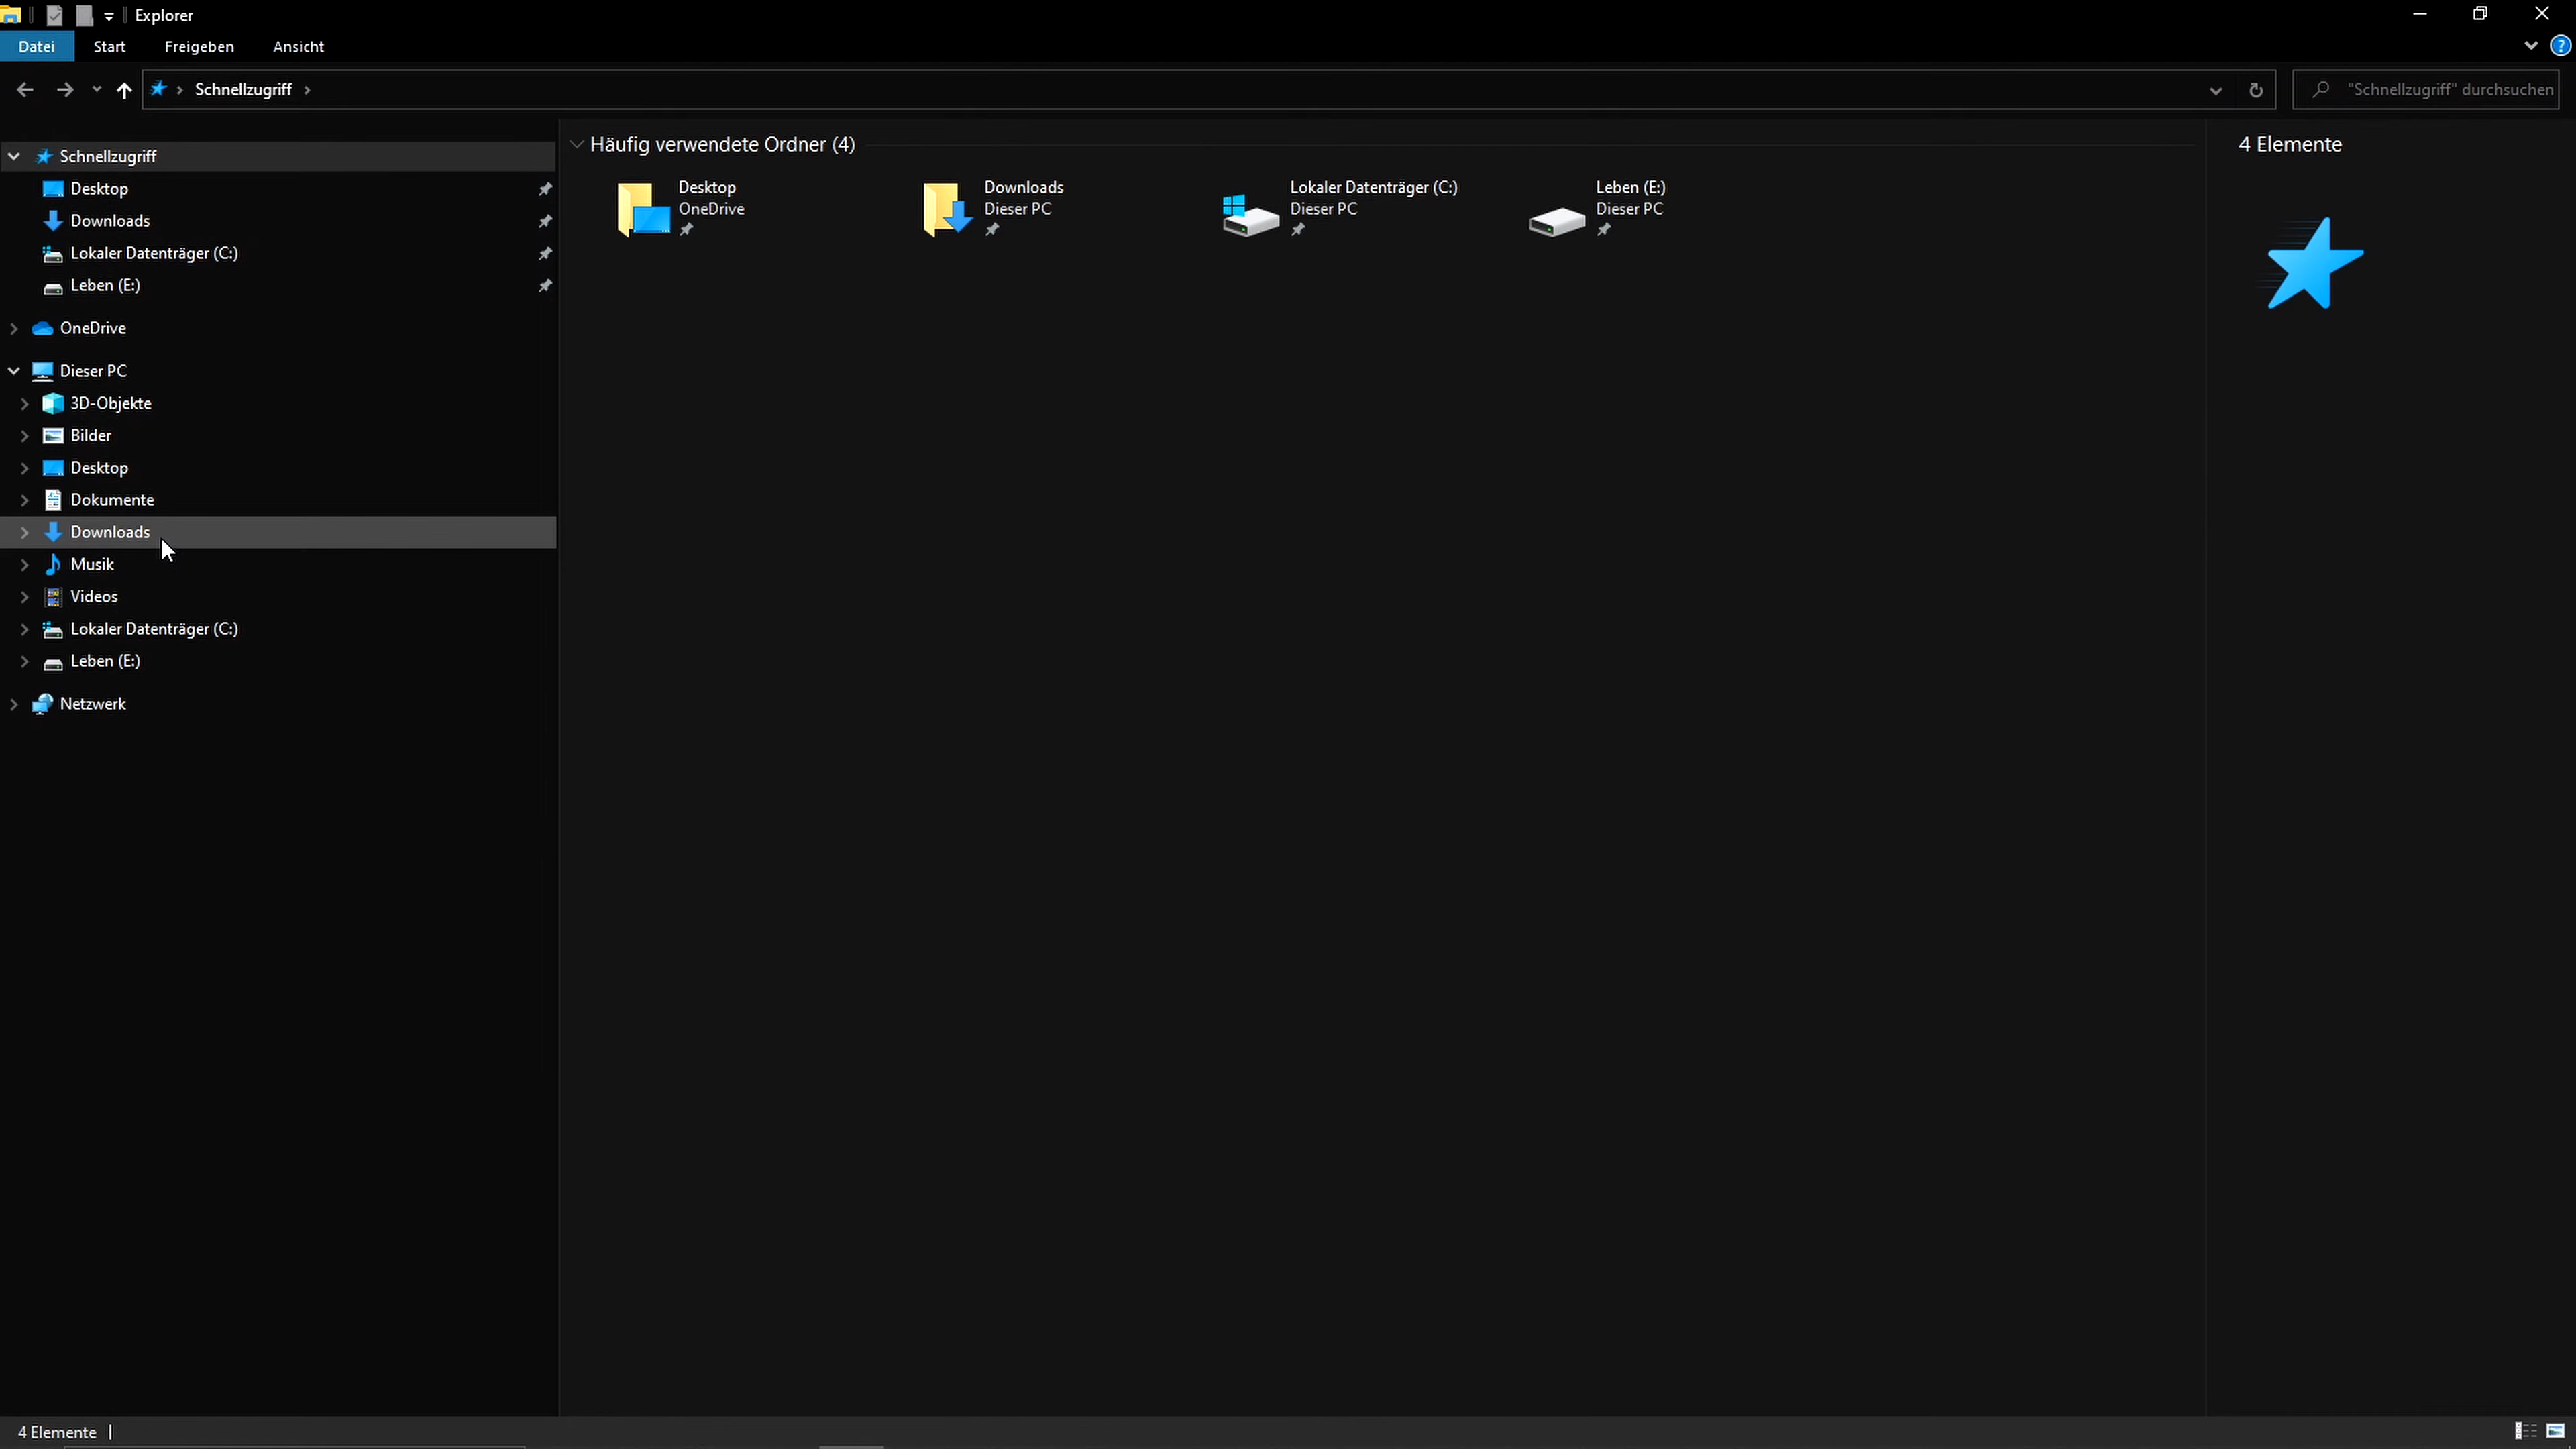 Explorer
Datei Start Freigeben Ansicht
Schnellzugriff
"Schnellzugriff" durchsuchen
Schnellzugriff
Desktop
Downloads
Lokaler Datenträger (C:)
Leben (E:)
OneDrive
Dieser PC
3D-Objekte
Bilder
Desktop
Dokumente
Downloads
Musik
Videos
Lokaler Datenträger (C:)
Leben (E:)
Netzwerk
Häufig verwendete Ordner (4)
Desktop
OneDrive
Downloads
Dieser PC
Lokaler Datenträger (C:)
Dieser PC
Leben (E:)
Dieser PC
4 Elemente
4 Elemente